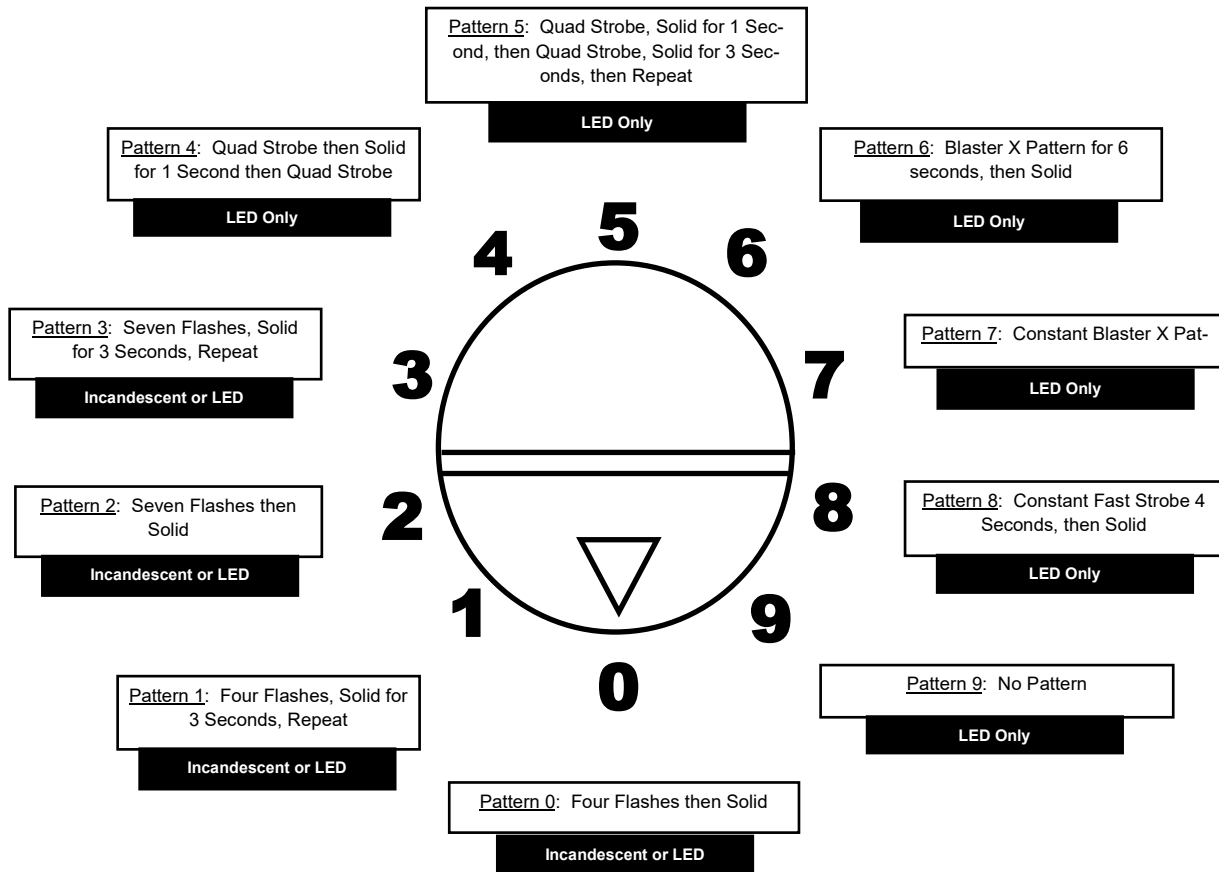 Pattern 5: Quad Strobe, Solid for 1 Sec-
ond, then Quad Strobe, Solid for 3 Sec-
onds, then Repeat
LED Only
Pattern 4: Quad Strobe then Solid
for 1 Second then Quad Strobe
LED Only
Pattern 6: Blaster X Pattern for 6
seconds, then Solid
LED Only
5
4
6
Pattern 3: Seven Flashes, Solid
for 3 Seconds, Repeat
Incandescent or LED
3
7
Pattern 7: Constant Blaster X Pat-
LED Only
Pattern 2: Seven Flashes then
Solid
Incandescent or LED
2
8
Pattern 8: Constant Fast Strobe 4
Seconds, then Solid
LED Only
1
9
0
Pattern 1: Four Flashes, Solid for
3 Seconds, Repeat
Incandescent or LED
Pattern 9: No Pattern
LED Only
Pattern 0: Four Flashes then Solid
Incandescent or LED